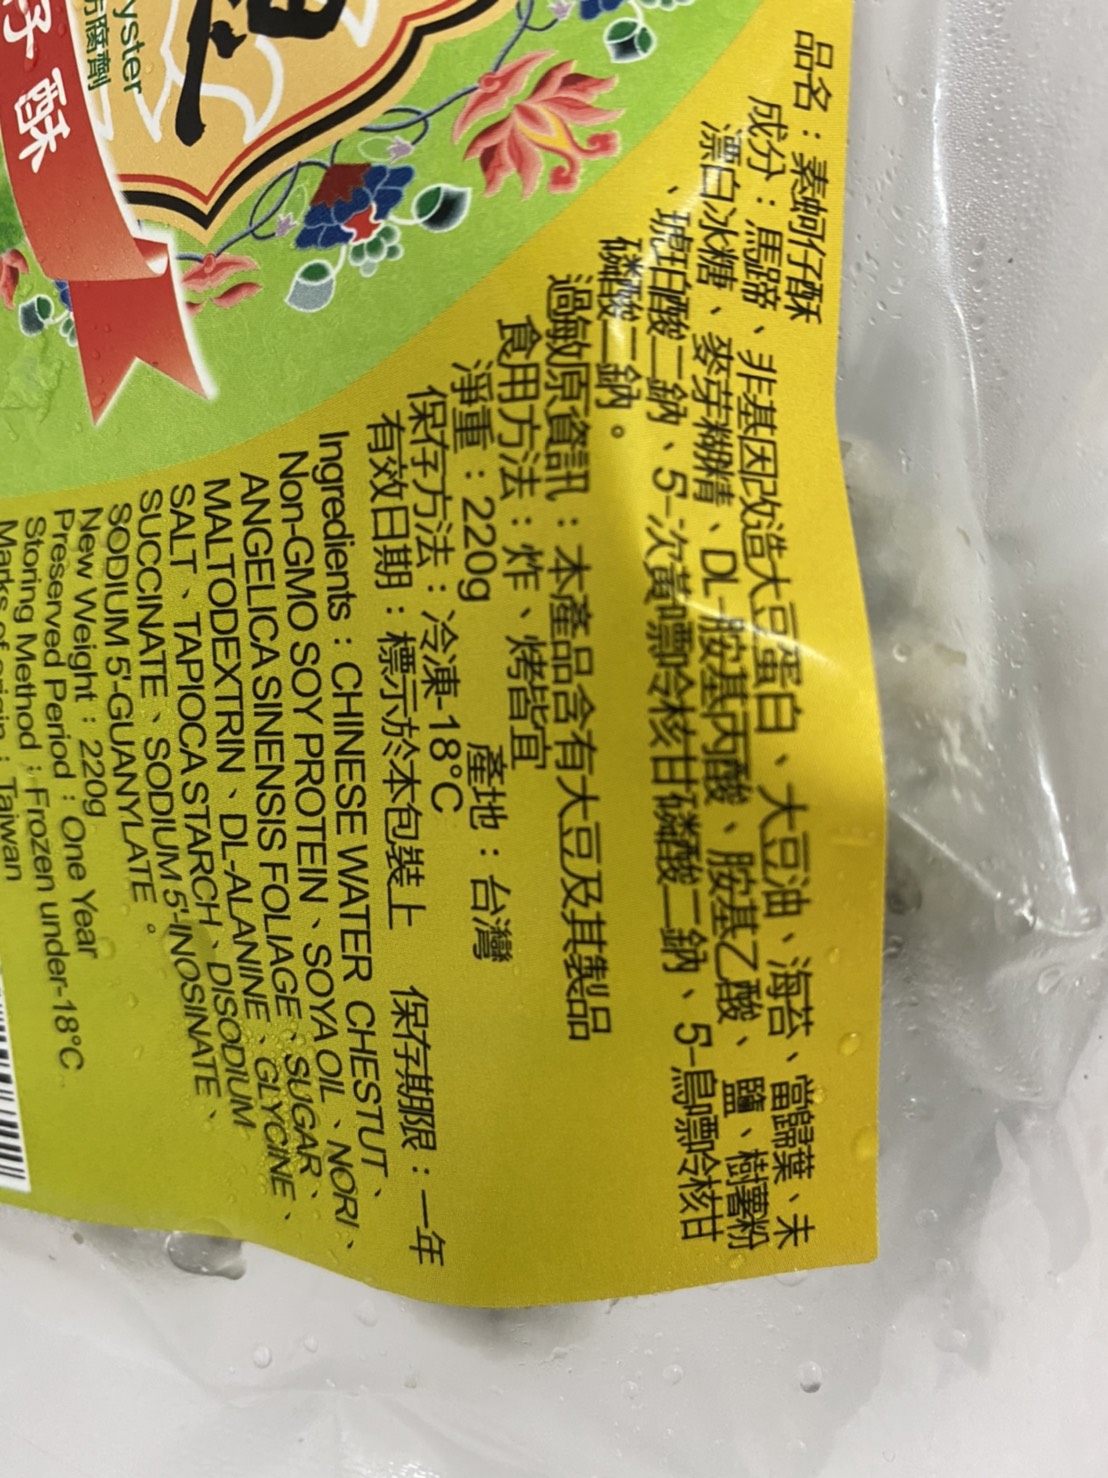 品名：素蚵仔酥
成分：馬蹄、非基因改造大豆蛋白、大豆油、海苔、當歸葉、未
漂白冰糖、麥芽糊精、DL-胺基丙酸、胺基乙酸、鹽、樹薯粉
、琥珀酸二鈉、5-次黃嘌呤核甘磷酸二鈉、5-鳥嘌呤核甘
磷酸二鈉。
過敏原資訊：本產品含有大豆及其製品
食用方法：炸、烤皆宜
淨重：220g 產地：台灣
保存方法：冷凍-18°C
有效日期：標示於本包裝上 保存期限：一年
Ingredients：CHINESE WATER CHESTUT、
Non-GMO SOY PROTEIN、SOYA OIL、NORI、
ANGELICA SINENSIS FOLIAGE、SUGAR、
MALTODEXTRIN、DL-ALANINE、GLYCINE、
SALT、TAPIOCA STARCH、DISODIUM
SUCCINATE、SODIUM 5'-INOSINATE、
SODIUM 5'-GUANYLATE。
New Weight：220g
Preserved Period：One Year
Storing Method：Frozen under-18°C
Marks of origin：Taiwan
yster
防腐劑
仔酥